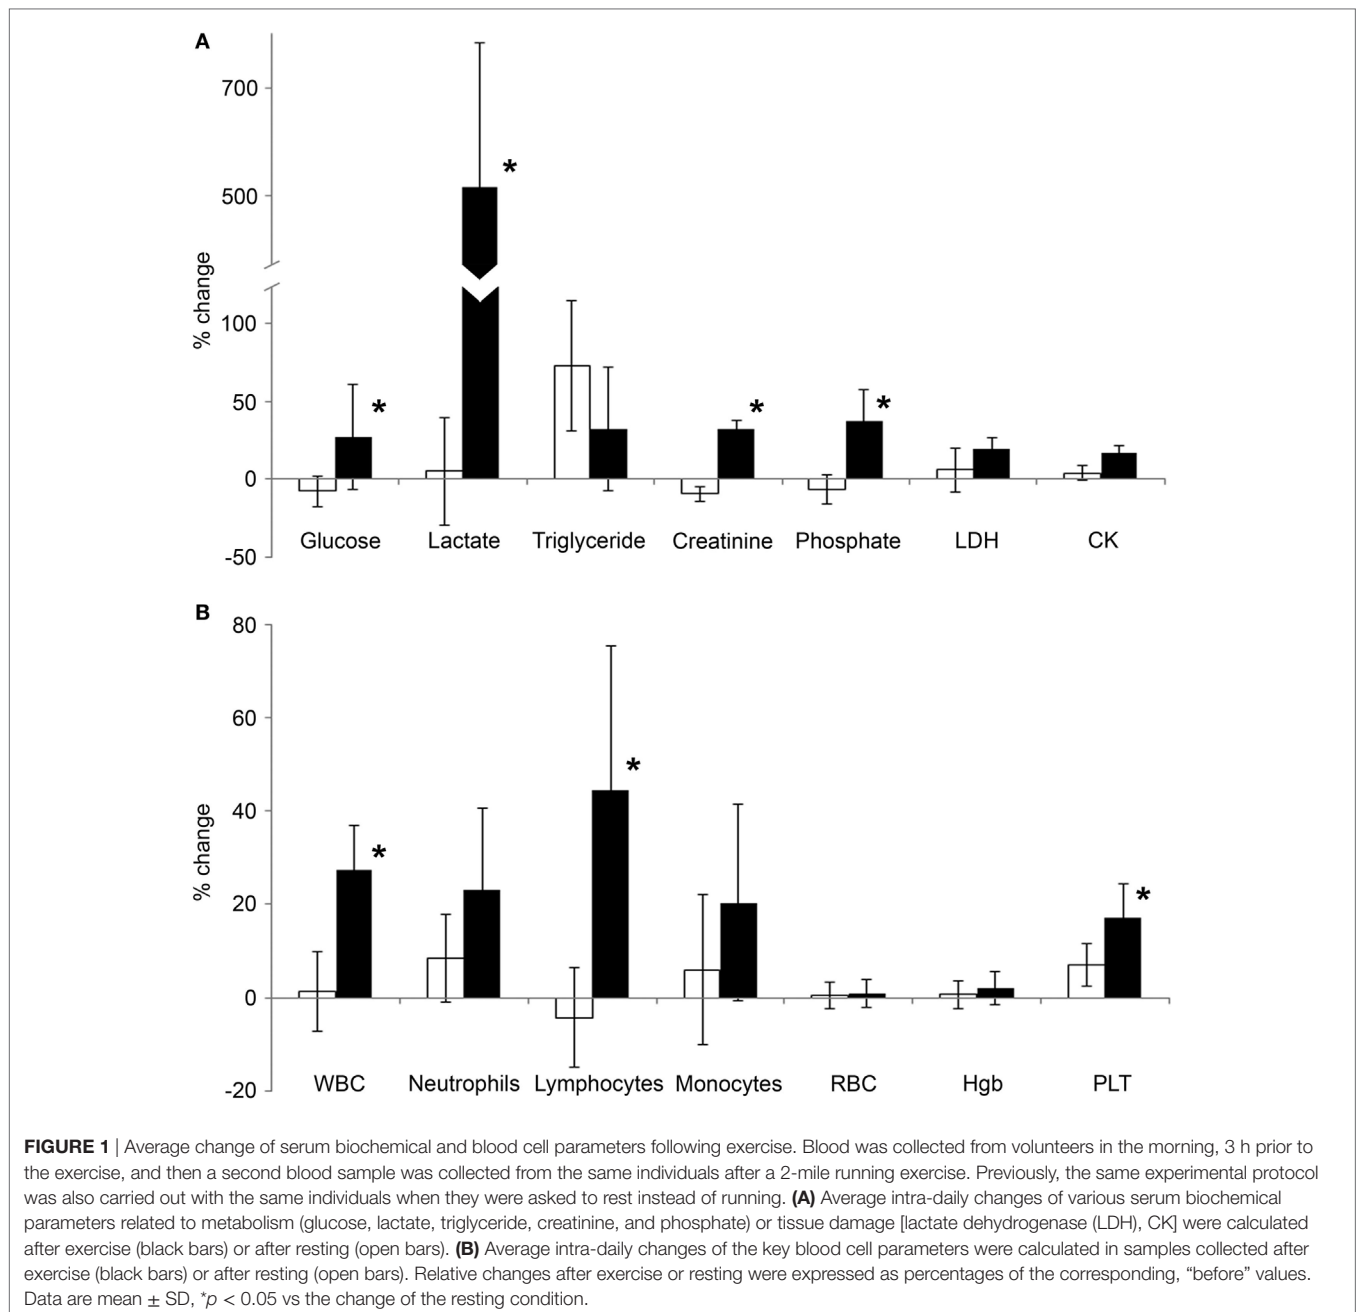 A
700
500
100
50
0
-50
% change
*
*
*
*
Glucose Lactate Triglyceride Creatinine Phosphate LDH CK
B
80
60
40
20
0
-20
% change
*
*
*
WBC Neutrophils Lymphocytes Monocytes RBC Hgb PLT
FIGURE 1 | Average change of serum biochemical and blood cell parameters following exercise. Blood was collected from volunteers in the morning, 3 h prior to
the exercise, and then a second blood sample was collected from the same individuals after a 2-mile running exercise. Previously, the same experimental protocol
was also carried out with the same individuals when they were asked to rest instead of running. (A) Average intra-daily changes of various serum biochemical
parameters related to metabolism (glucose, lactate, triglyceride, creatinine, and phosphate) or tissue damage [lactate dehydrogenase (LDH), CK] were calculated
after exercise (black bars) or after resting (open bars). (B) Average intra-daily changes of the key blood cell parameters were calculated in samples collected after
exercise (black bars) or after resting (open bars). Relative changes after exercise or resting were expressed as percentages of the corresponding, “before” values.
Data are mean ± SD, *p < 0.05 vs the change of the resting condition.